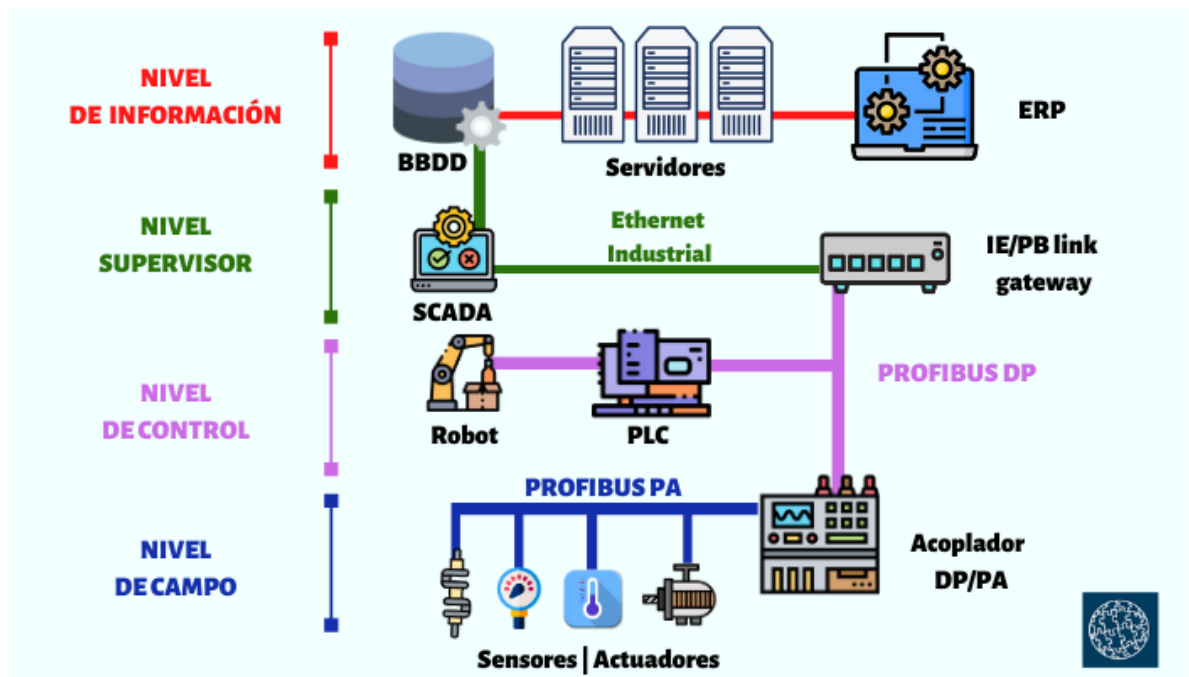 NIVEL
DE INFORMACIÓN
BBDD
Servidores
ERP
NIVEL
SUPERVISOR
Ethernet
Industrial
IE/PB link
gateway
SCADA
NIVEL
DE CONTROL
PROFIBUS DP
Robot
PLC
PROFIBUS PA
NIVEL
DE CAMPO
Acoplador
DP/PA
Sensores | Actuadores